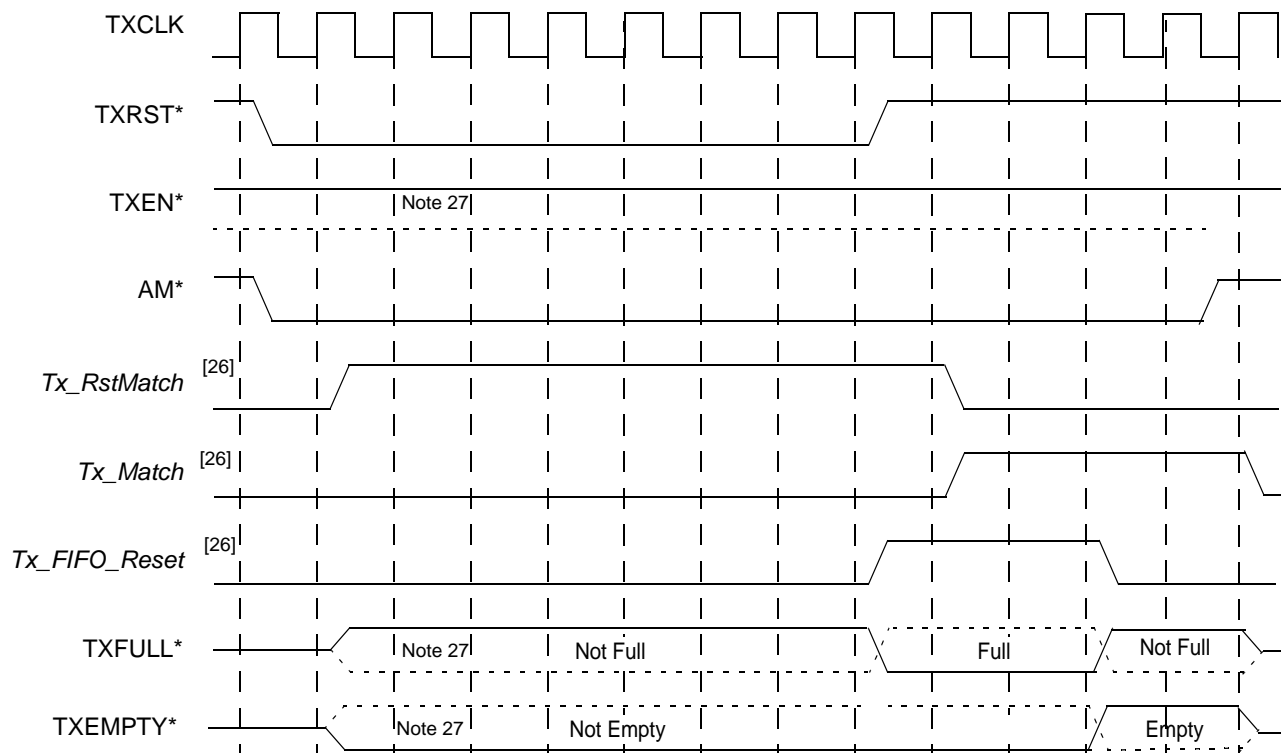 TXCLK
TXRST*
TXEN*
Note 27
AM*
Tx_RstMatch [26]
Tx_Match [26]
Tx_FIFO_Reset [26]
TXFULL* Note 27 Not Full Full Not Full
TXEMPTY* Note 27 Not Empty Empty